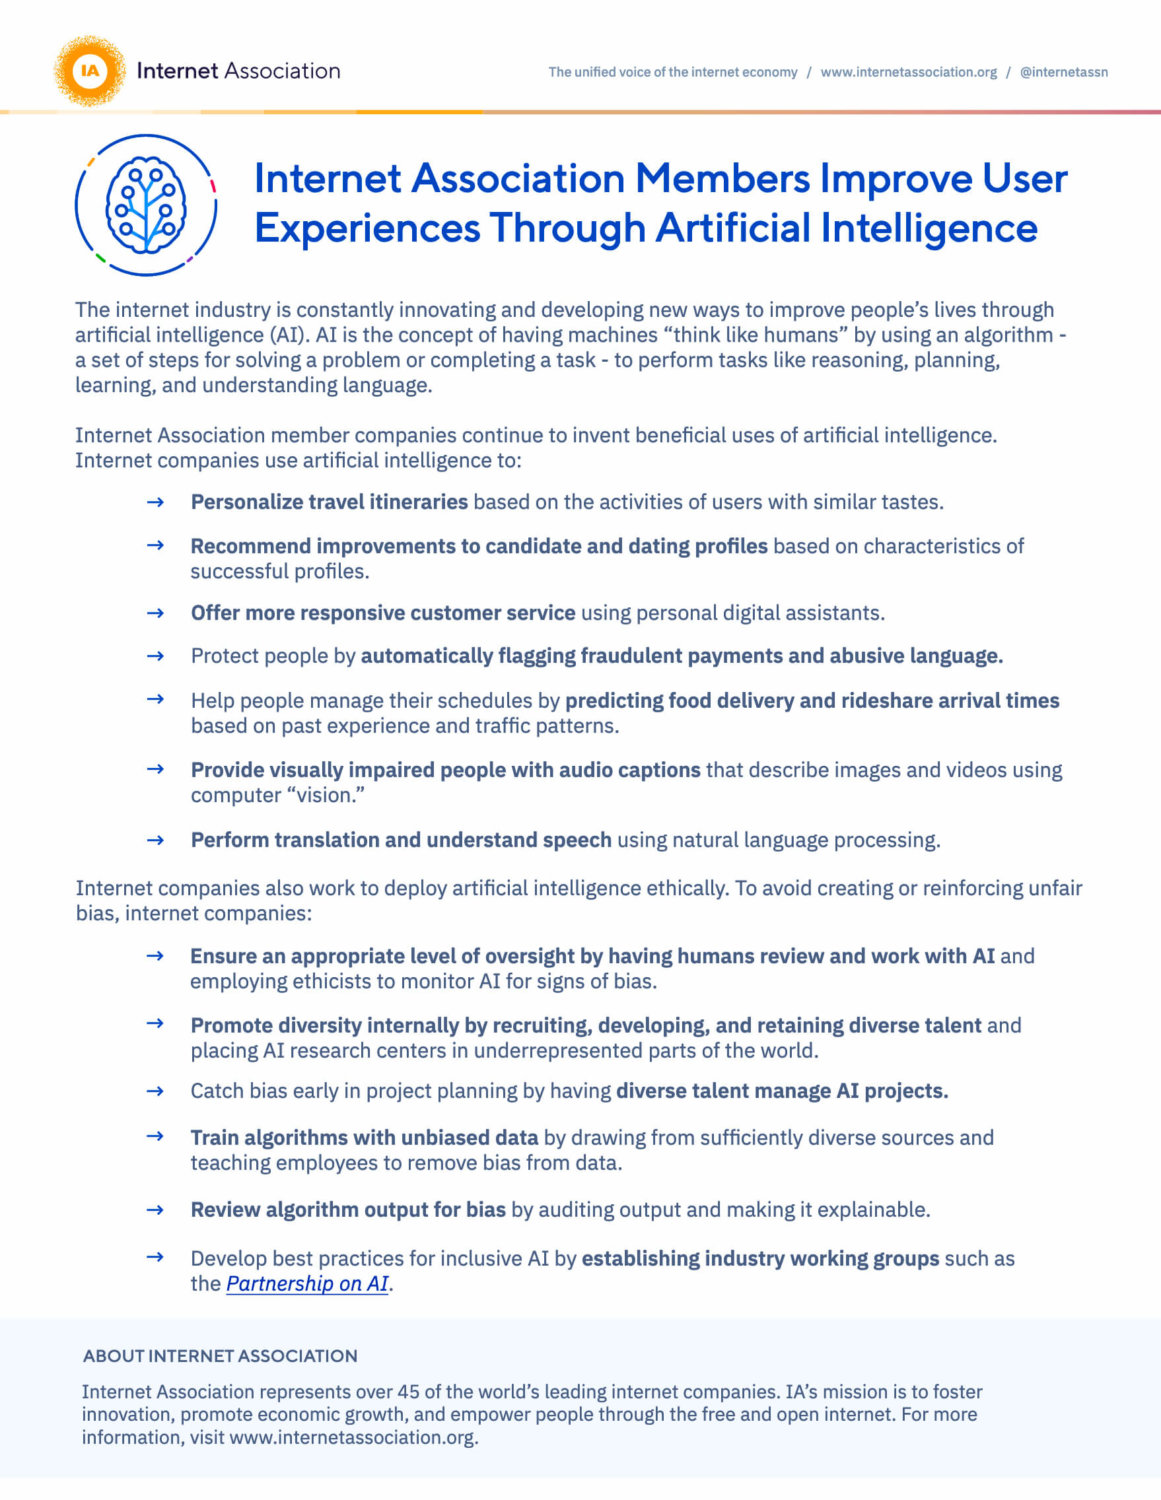 IA Internet Association
The unified voice of the internet economy / www.internetassociation.org / @internetassn
Internet Association Members Improve User
Experiences Through Artificial Intelligence
The internet industry is constantly innovating and developing new ways to improve people’s lives through
artificial intelligence (AI). AI is the concept of having machines “think like humans” by using an algorithm -
a set of steps for solving a problem or completing a task - to perform tasks like reasoning, planning,
learning, and understanding language.
Internet Association member companies continue to invent beneficial uses of artificial intelligence.
Internet companies use artificial intelligence to:
→ Personalize travel itineraries based on the activities of users with similar tastes.
→ Recommend improvements to candidate and dating profiles based on characteristics of
successful profiles.
→ Offer more responsive customer service using personal digital assistants.
→ Protect people by automatically flagging fraudulent payments and abusive language.
→ Help people manage their schedules by predicting food delivery and rideshare arrival times
based on past experience and traffic patterns.
→ Provide visually impaired people with audio captions that describe images and videos using
computer “vision.”
→ Perform translation and understand speech using natural language processing.
Internet companies also work to deploy artificial intelligence ethically. To avoid creating or reinforcing unfair
bias, internet companies:
→ Ensure an appropriate level of oversight by having humans review and work with AI and
employing ethicists to monitor AI for signs of bias.
→ Promote diversity internally by recruiting, developing, and retaining diverse talent and
placing AI research centers in underrepresented parts of the world.
→ Catch bias early in project planning by having diverse talent manage AI projects.
→ Train algorithms with unbiased data by drawing from sufficiently diverse sources and
teaching employees to remove bias from data.
→ Review algorithm output for bias by auditing output and making it explainable.
→ Develop best practices for inclusive AI by establishing industry working groups such as
the Partnership on AI.
ABOUT INTERNET ASSOCIATION
Internet Association represents over 45 of the world’s leading internet companies. IA’s mission is to foster
innovation, promote economic growth, and empower people through the free and open internet. For more
information, visit www.internetassociation.org.